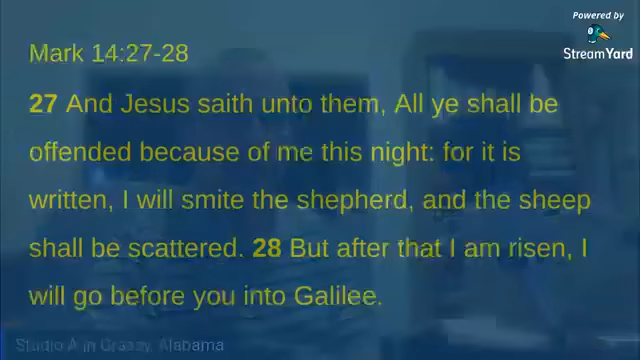 Powered by
StreamYard
Mark 14:27-28
27 And Jesus saith unto them, All ye shall be
offended because of me this night: for it is
written, I will smite the shepherd, and the sheep
shall be scattered. 28 But after that I am risen, I
will go before you into Galilee.
Studio A in Grassy, Alabama